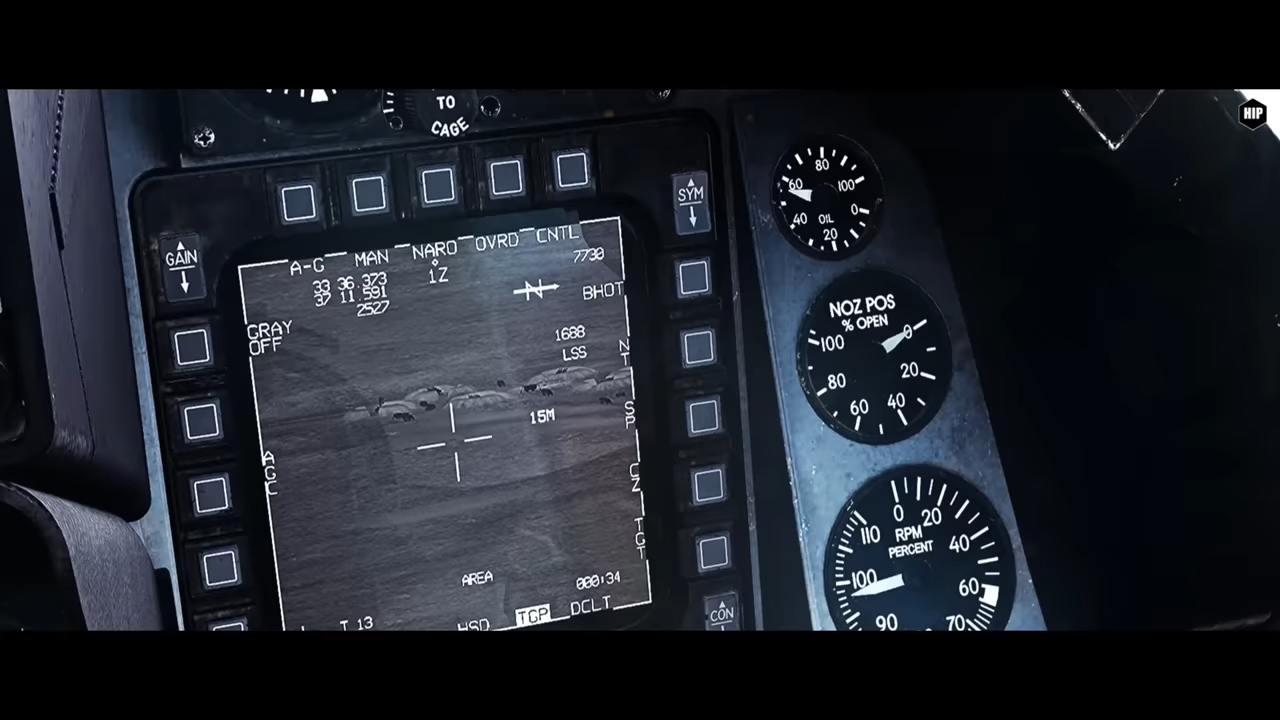 TO
CAGE
HIP
GAIN
SYM
A-G MAN NARO OVRD CNTL
33 36.373
37 11.591
2527
1Z
7730
N
BHOT
GRAY
OFF
1688
LSS
NT
SP
CZ
TGT
15M
AGC
AREA
000:34
T 13
HSD
TGP
DCLT
CON
80
60
100
40
OIL
0
20
NOZ POS
% OPEN
0
100
20
80
60
40
0
20
110
RPM
PERCENT
40
100
60
90
70